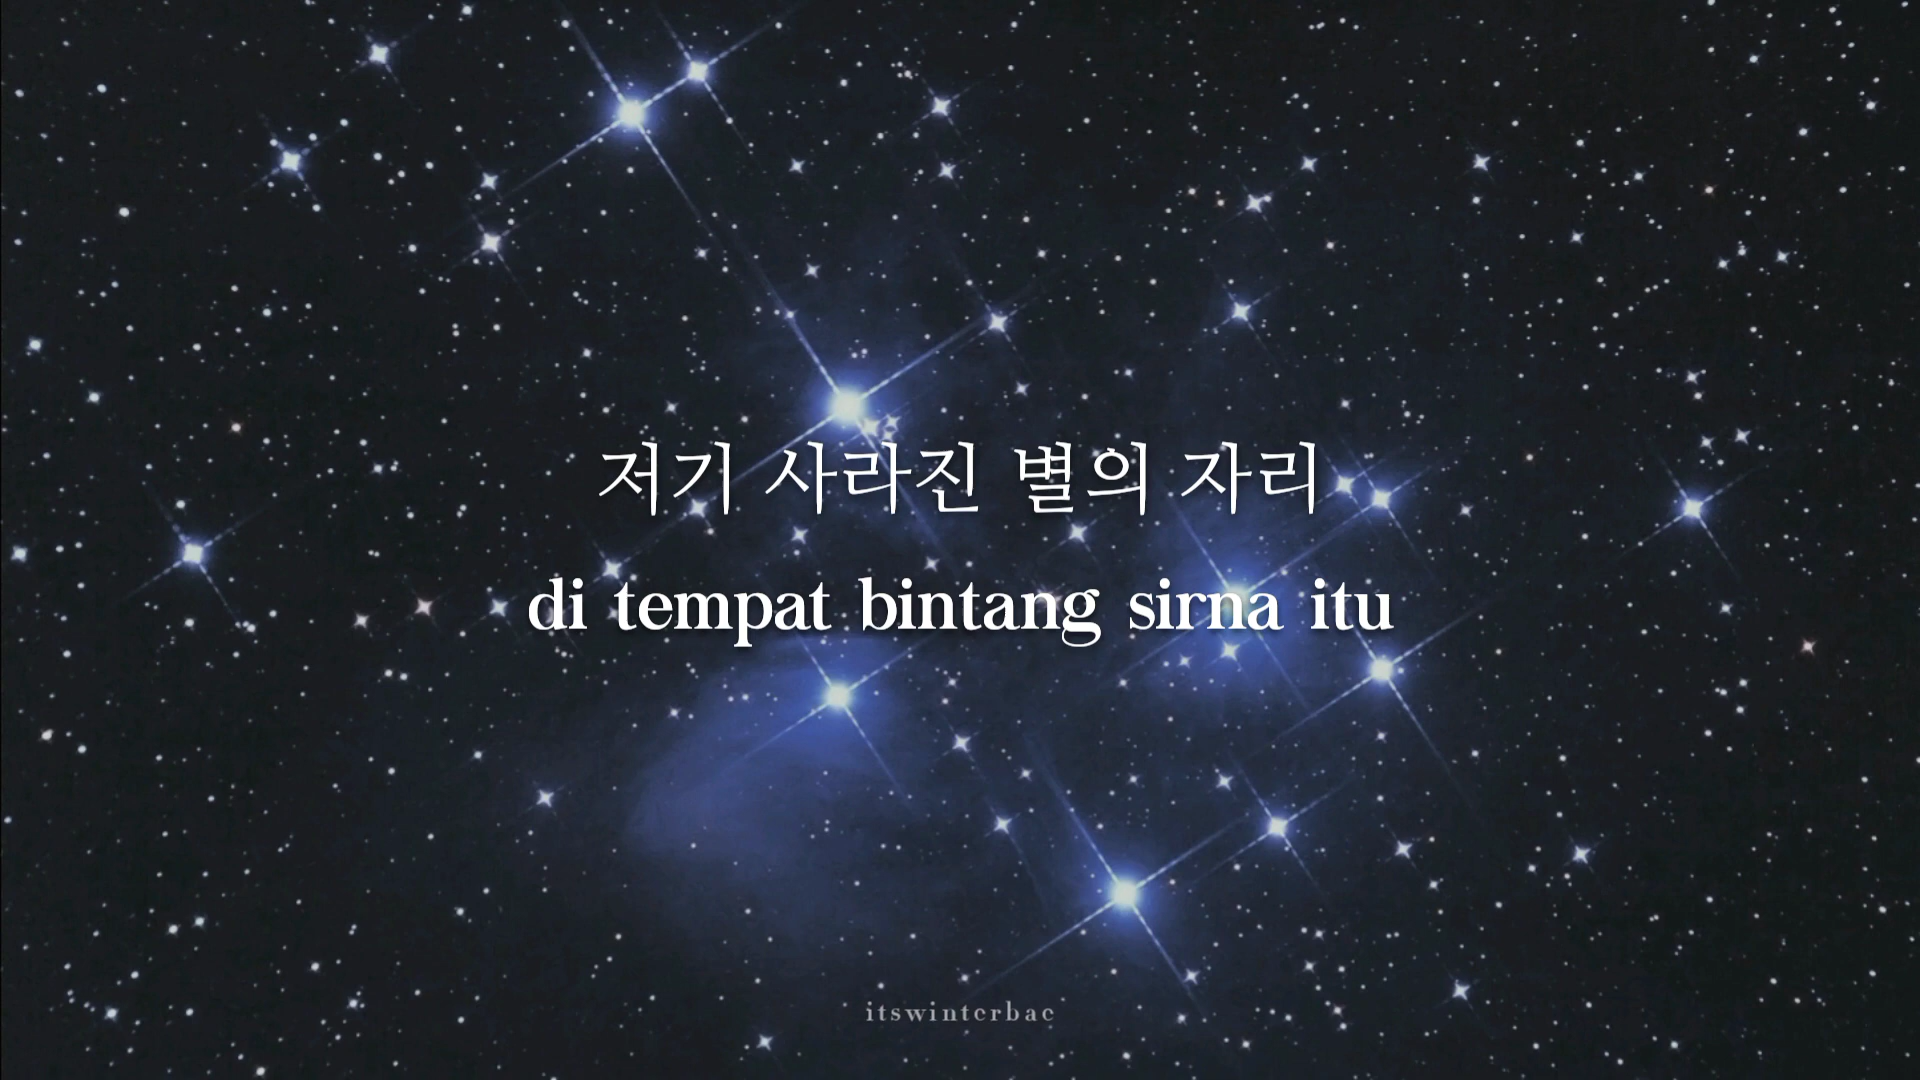 저기 사라진 별의 자리
di tempat bintang sirna itu
itswinterbae